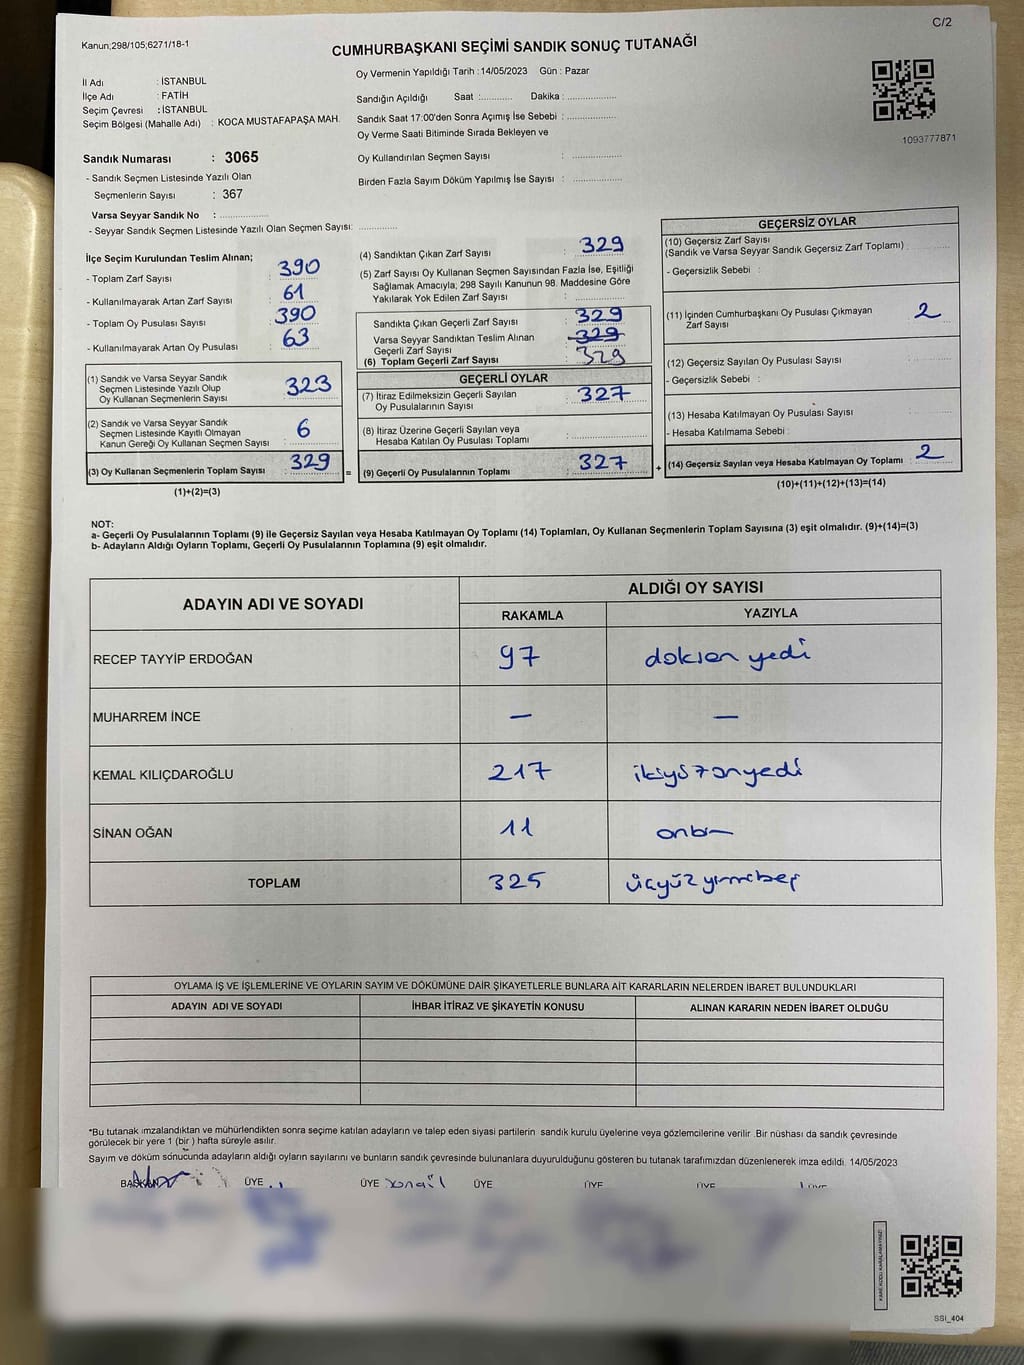 C/2
Kanun;298/105;6271/18-1
CUMHURBAŞKANI SEÇİMİ SANDIK SONUÇ TUTANAĞI
İl Adı : İSTANBUL
İlçe Adı : FATİH
Seçim Çevresi : İSTANBUL
Seçim Bölgesi (Mahalle Adı) : KOCA MUSTAFAPAŞA MAH.
Sandık Numarası : 3065
- Sandık Seçmen Listesinde Yazılı Olan
Seçmenlerin Sayısı : 367
Varsa Seyyar Sandık No : ....................
- Seyyar Sandık Seçmen Listesinde Yazılı Olan Seçmen Sayısı: ................
Oy Vermenin Yapıldığı Tarih : 14/05/2023 Gün : Pazar
Sandığın Açıldığı Saat :............ Dakika : ..................
Sandık Saat 17:00'den Sonra Açımış İse Sebebi : ..................
Oy Verme Saati Bitiminde Sırada Bekleyen ve
Oy Kullandırılan Seçmen Sayısı : ..................
Birden Fazla Sayım Döküm Yapılmış İse Sayısı : ..................
1093777871
İlçe Seçim Kurulundan Teslim Alınan;
- Toplam Zarf Sayısı : 390
- Kullanılmayarak Artan Zarf Sayısı : 61
- Toplam Oy Pusulası Sayısı : 390
- Kullanılmayarak Artan Oy Pusulası : 63
(1) Sandık ve Varsa Seyyar Sandık
Seçmen Listesinde Yazılı Olup
Oy Kullanan Seçmenlerin Sayısı : 323
(2) Sandık ve Varsa Seyyar Sandık
Seçmen Listesinde Kayıtlı Olmayan
Kanun Gereği Oy Kullanan Seçmen Sayısı : 6
(3) Oy Kullanan Seçmenlerin Toplam Sayısı : 329
(1)+(2)=(3)
(4) Sandıktan Çıkan Zarf Sayısı : 329
(5) Zarf Sayısı Oy Kullanan Seçmen Sayısından Fazla İse, Eşitliği
Sağlamak Amacıyla; 298 Sayılı Kanunun 98. Maddesine Göre
Yakılarak Yok Edilen Zarf Sayısı : ..................
Sandıkta Çıkan Geçerli Zarf Sayısı : 329
Varsa Seyyar Sandıktan Teslim Alınan
Geçerli Zarf Sayısı : 329
(6) Toplam Geçerli Zarf Sayısı : 329
GEÇERLİ OYLAR
(7) İtiraz Edilmeksizin Geçerli Sayılan
Oy Pusulalarının Sayısı : 327
(8) İtiraz Üzerine Geçerli Sayılan veya
Hesaba Katılan Oy Pusulası Toplamı : ..................
= (9) Geçerli Oy Pusulalarının Toplamı : 327
GEÇERSİZ OYLAR
(10) Geçersiz Zarf Sayısı
(Sandık ve Varsa Seyyar Sandık Geçersiz Zarf Toplamı) :
- Geçersizlik Sebebi :
(11) İçinden Cumhurbaşkanı Oy Pusulası Çıkmayan
Zarf Sayısı : 2
(12) Geçersiz Sayılan Oy Pusulası Sayısı :
- Geçersizlik Sebebi :
(13) Hesaba Katılmayan Oy Pusulası Sayısı :
- Hesaba Katılmama Sebebi :
+ (14) Geçersiz Sayılan veya Hesaba Katılmayan Oy Toplamı : 2
(10)+(11)+(12)+(13)=(14)
NOT:
a- Geçerli Oy Pusulalarının Toplamı (9) ile Geçersiz Sayılan veya Hesaba Katılmayan Oy Toplamı (14) Toplamları, Oy Kullanan Seçmenlerin Toplam Sayısına (3) eşit olmalıdır. (9)+(14)=(3)
b- Adayların Aldığı Oyların Toplamı, Geçerli Oy Pusulalarının Toplamına (9) eşit olmalıdır.
ADAYIN ADI VE SOYADI
ALDIĞI OY SAYISI
RAKAMLA YAZIYLA
RECEP TAYYİP ERDOĞAN 97 doksan yedi
MUHARREM İNCE – –
KEMAL KILIÇDAROĞLU 217 ikiyüzonyedi
SİNAN OĞAN 11 onbir
TOPLAM 325 üçyüz yirmibeş
OYLAMA İŞ VE İŞLEMLERİNE VE OYLARIN SAYIM VE DÖKÜMÜNE DAİR ŞİKAYETLERLE BUNLARA AİT KARARLARIN NELERDEN İBARET BULUNDUKLARI
ADAYIN ADI VE SOYADI İHBAR İTİRAZ VE ŞİKAYETİN KONUSU ALINAN KARARIN NEDEN İBARET OLDUĞU
*Bu tutanak imzalandıktan ve mühürlendikten sonra seçime katılan adayların ve talep eden siyasi partilerin sandık kurulu üyelerine veya gözlemcilerine verilir .Bir nüshası da sandık çevresinde
görülecek bir yere 1 (bir ) hafta süreyle asılır.
Sayım ve döküm sonucunda adayların aldığı oyların sayılarını ve bunların sandık çevresinde bulunanlara duyurulduğunu gösteren bu tutanak tarafımızdan düzenlenerek imza edildi. 14/05/2023
BAŞKAN ÜYE ÜYE ÜYE ÜYE ÜYE ÜYE
SSİ_404